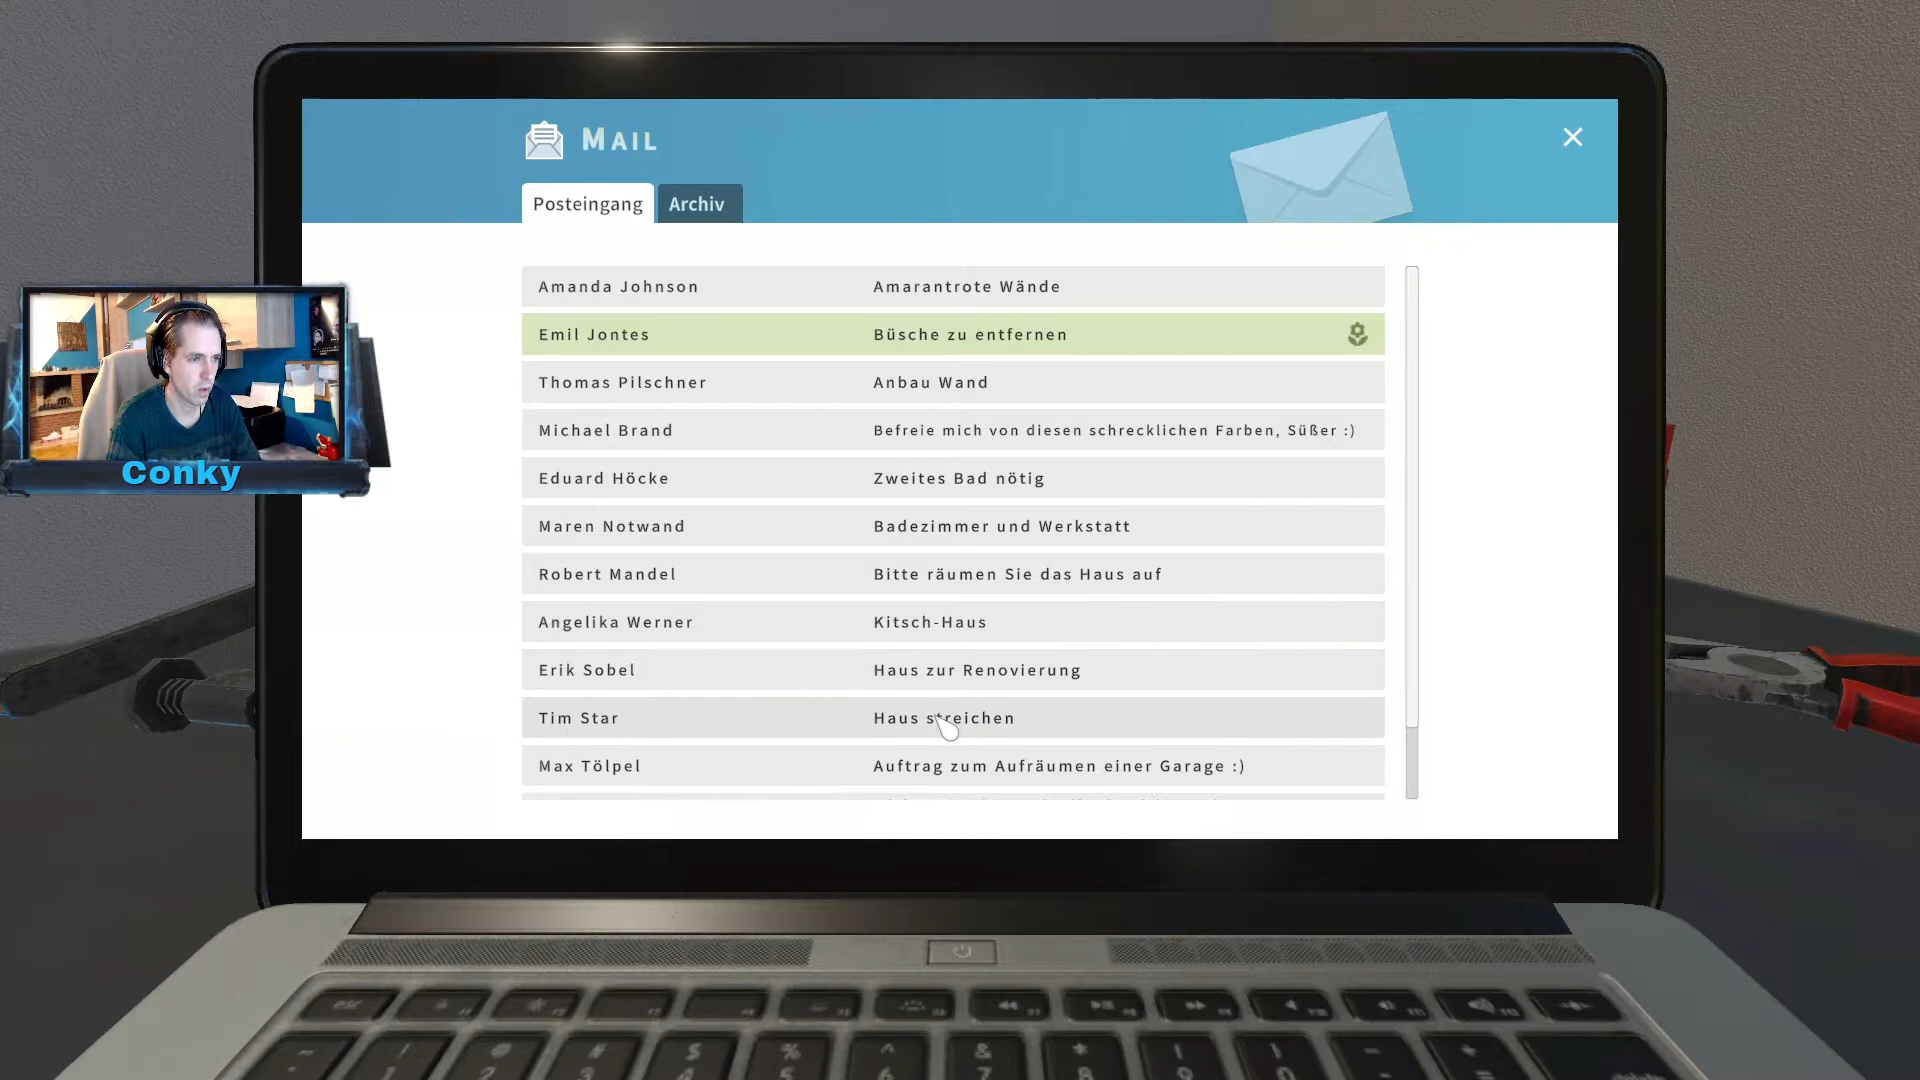 MAIL
Posteingang
Archiv
Amanda Johnson Amarantrote Wände
Emil Jontes Büsche zu entfernen
Thomas Pilschner Anbau Wand
Michael Brand Befreie mich von diesen schrecklichen Farben, Süßer :)
Eduard Höcke Zweites Bad nötig
Maren Notwand Badezimmer und Werkstatt
Robert Mandel Bitte räumen Sie das Haus auf
Angelika Werner Kitsch-Haus
Erik Sobel Haus zur Renovierung
Tim Star Haus streichen
Max Tölpel Auftrag zum Aufräumen einer Garage :)
Conky